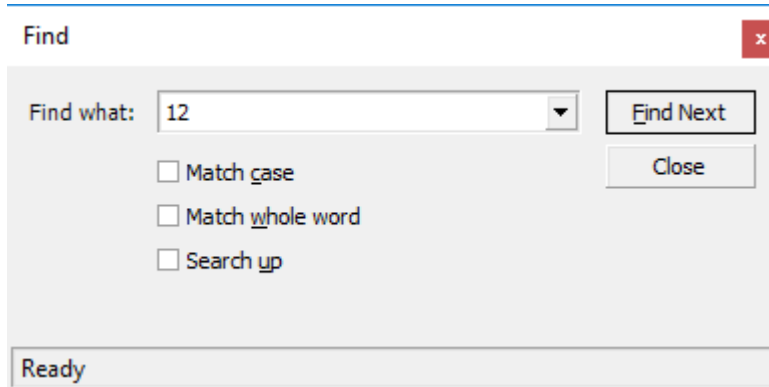 Find
x
Find what: 12 Find Next
Match case Close
Match whole word
Search up
Ready